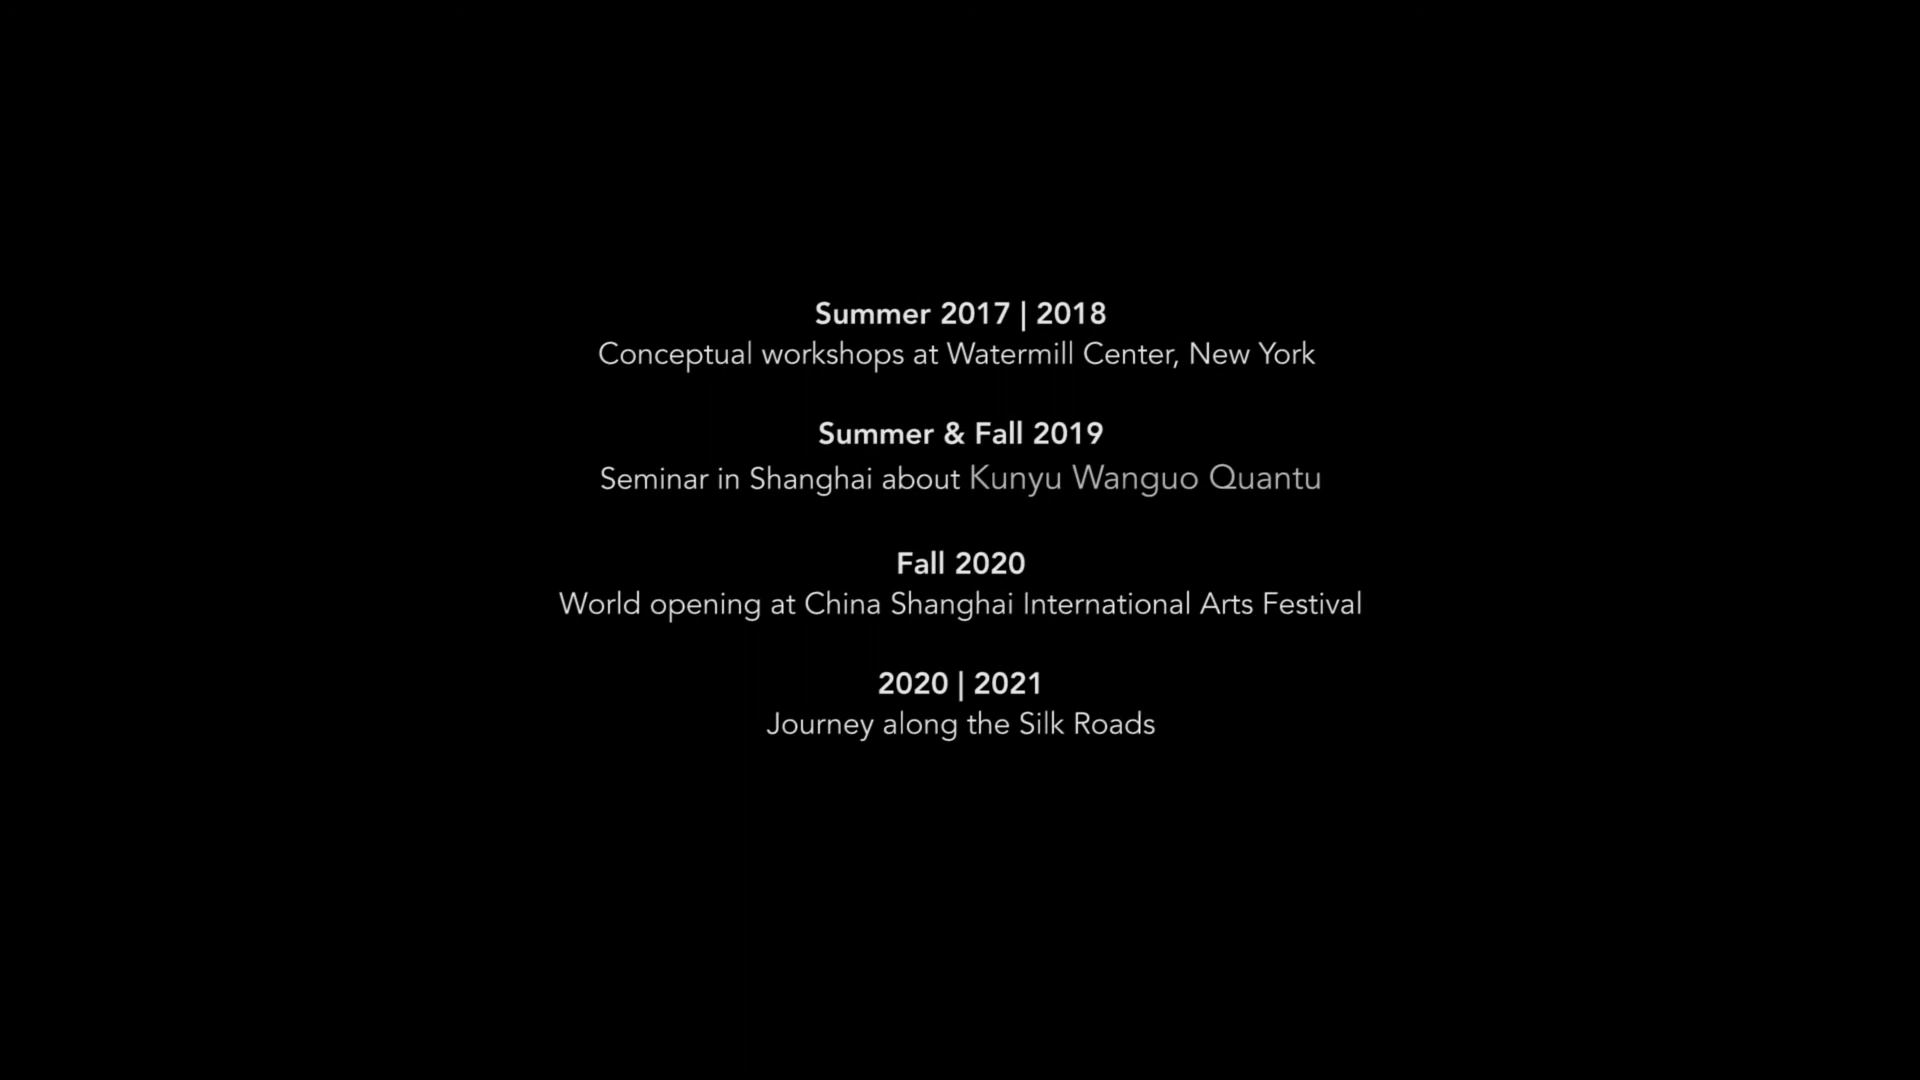 Summer 2017 | 2018
Conceptual workshops at Watermill Center, New York
Summer & Fall 2019
Seminar in Shanghai about Kunyu Wanguo Quantu
Fall 2020
World opening at China Shanghai International Arts Festival
2020 | 2021
Journey along the Silk Roads